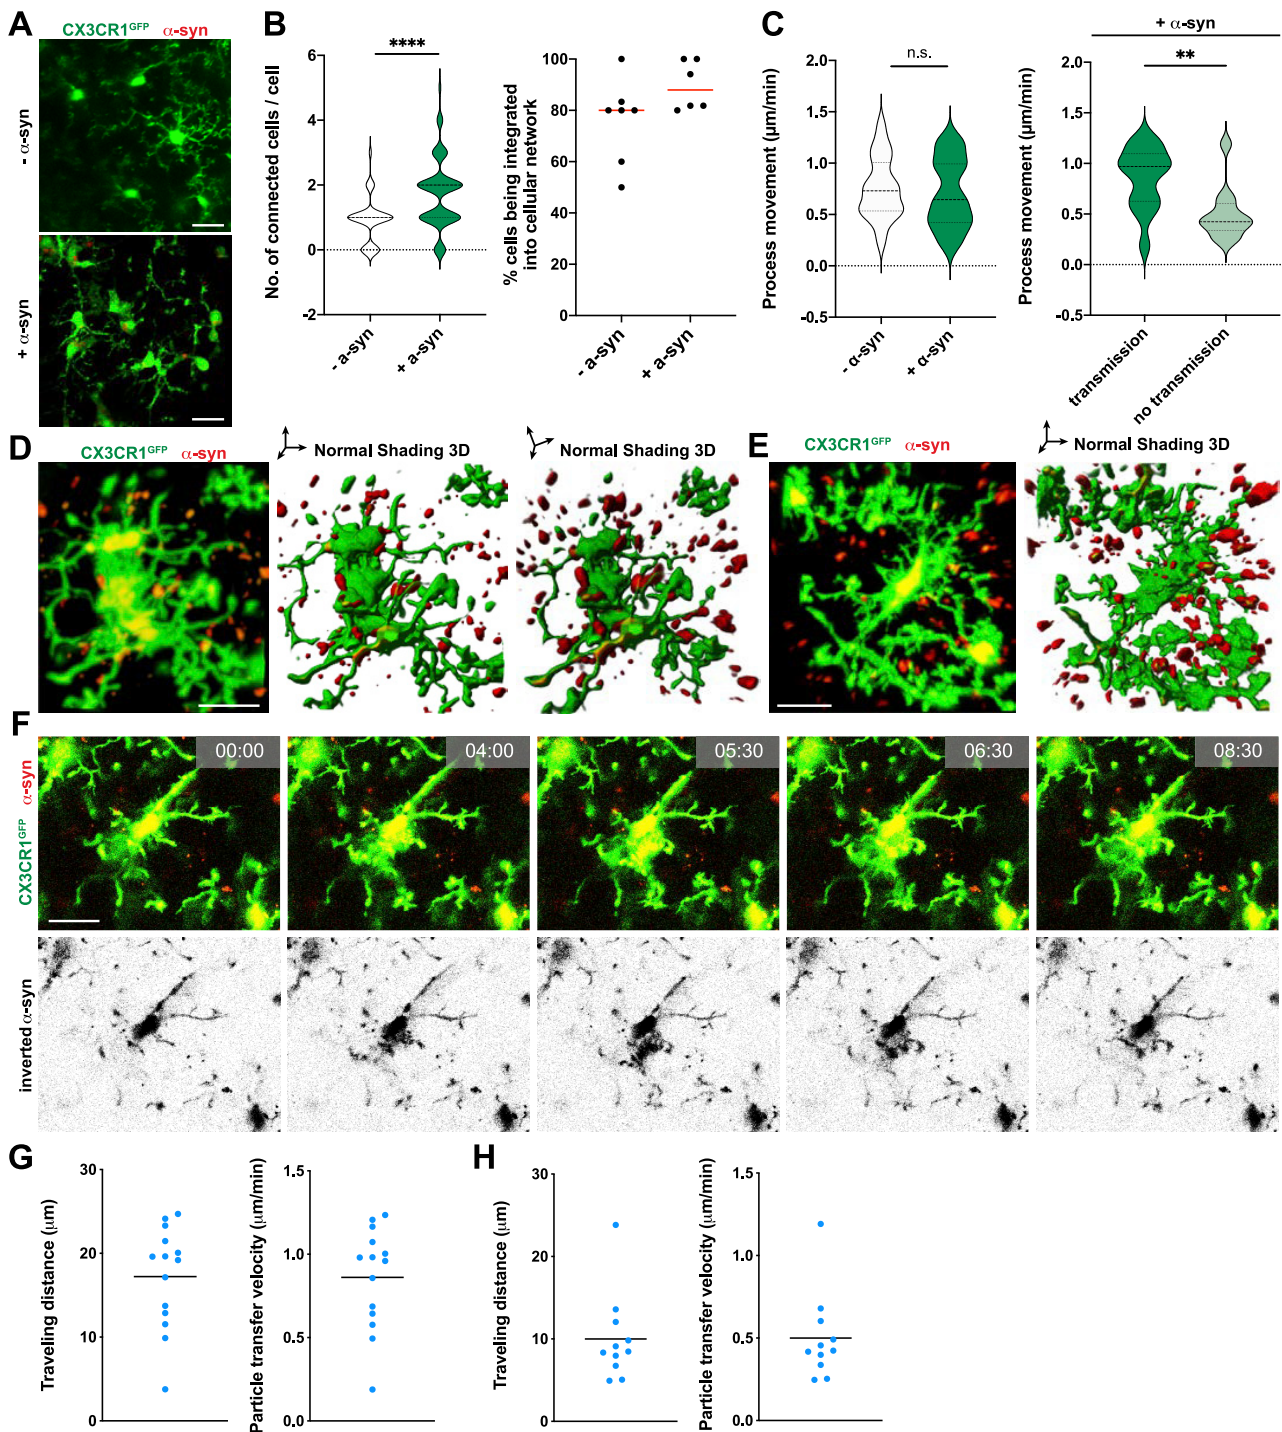 A
CX3CR1GFP α-syn
- α-syn
+ α-syn
B
No. of connected cells / cell
6
4
2
0
-2
****
- a-syn
+ a-syn
% cells being integrated
into cellular network
100
80
60
40
20
0
- a-syn
+ a-syn
C
Process movement (µm/min)
2.0
1.5
1.0
0.5
0.0
-0.5
n.s.
- α-syn
+ α-syn
+ α-syn
**
Process movement (µm/min)
2.0
1.5
1.0
0.5
0.0
-0.5
transmission
no transmission
D
CX3CR1GFP α-syn
Normal Shading 3D
Normal Shading 3D
E
CX3CR1GFP α-syn
Normal Shading 3D
F
CX3CR1GFP α-syn
00:00
04:00
05:30
06:30
08:30
inverted α-syn
G
Traveling distance (µm)
30
20
10
0
Particle transfer velocity (µm/min)
1.5
1.0
0.5
0.0
H
Traveling distance (µm)
30
20
10
0
Particle transfer velocity (µm/min)
1.5
1.0
0.5
0.0